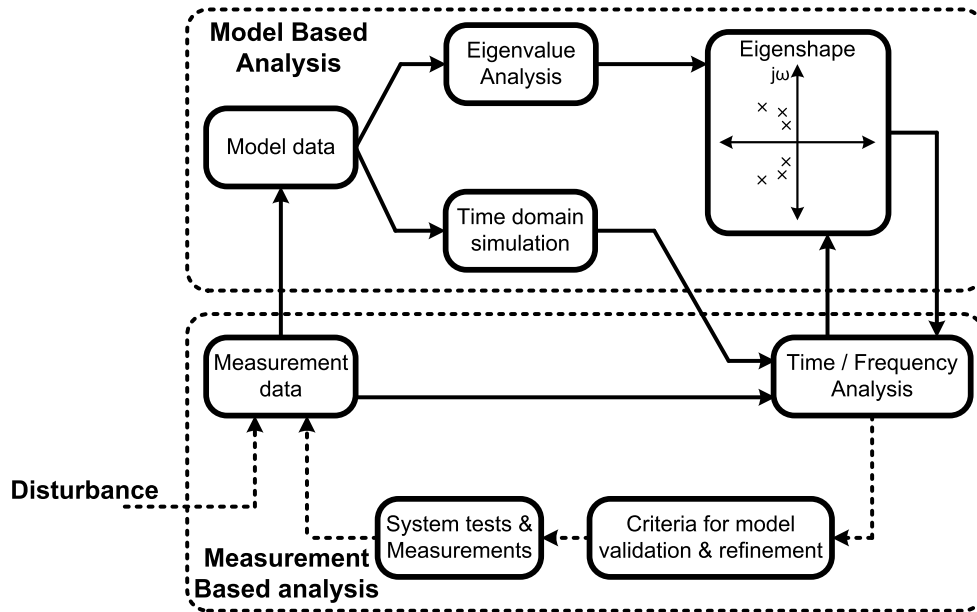 Model Based
Analysis
Eigenvalue
Analysis
Eigenshape
jω
Model data
Time domain
simulation
Measurement
data
Time / Frequency
Analysis
Disturbance
System tests &
Measurements
Criteria for model
validation & refinement
Measurement
Based analysis